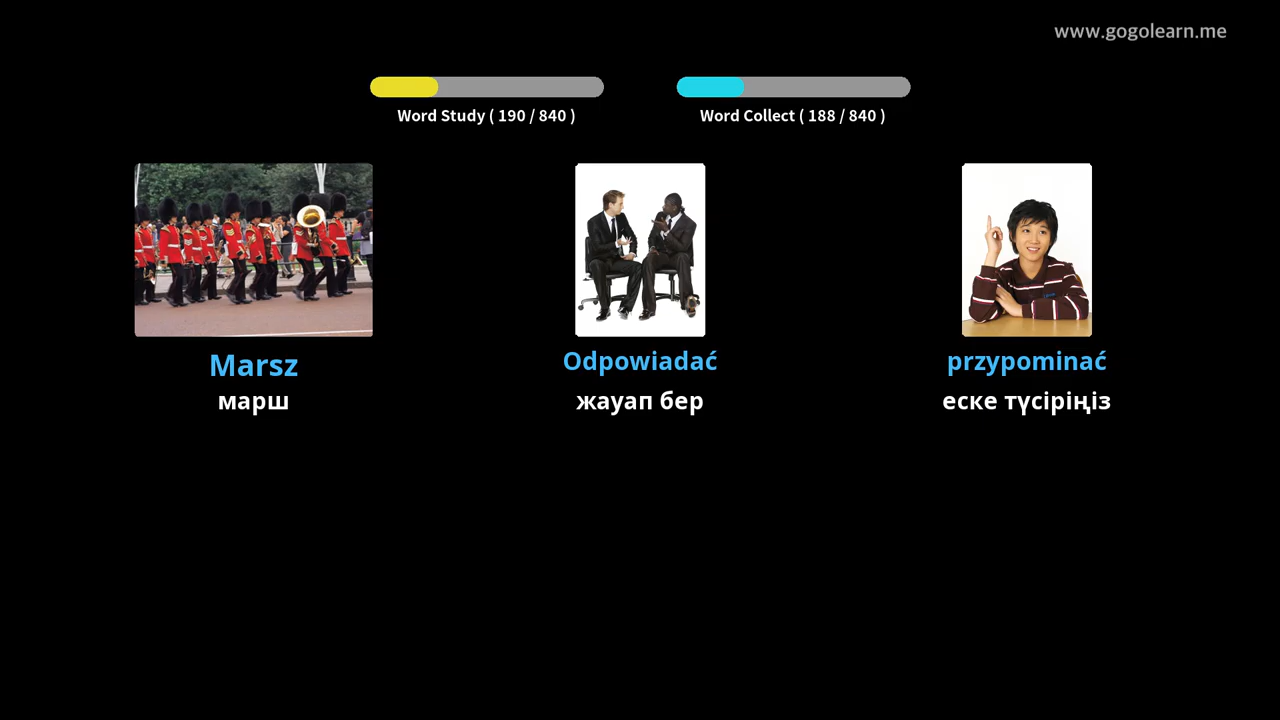 www.gogolearn.me
Word Study ( 190 / 840 )
Word Collect ( 188 / 840 )
Marsz
марш
Odpowiadać
жауап бер
przypominać
еске түсіріңіз